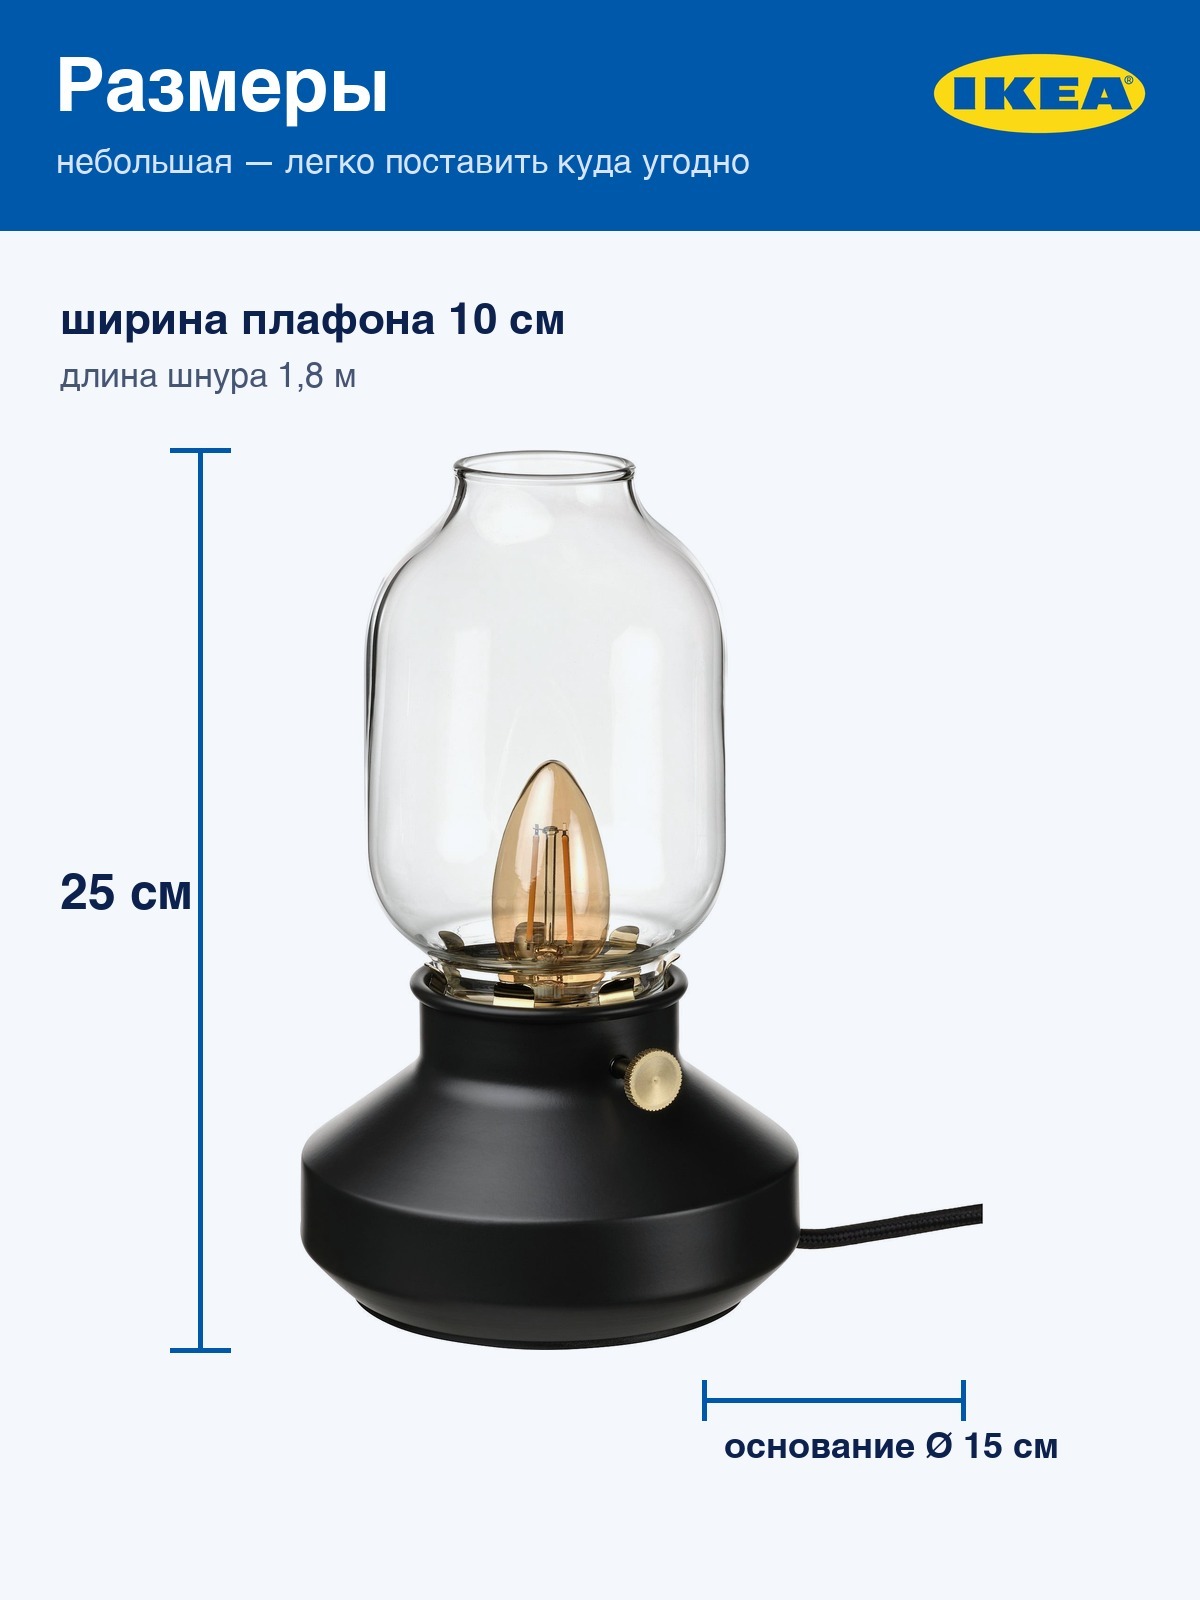 Размеры
IKEA®
небольшая — легко поставить куда угодно
ширина плафона 10 см
длина шнура 1,8 м
25 см
основание Ø 15 см